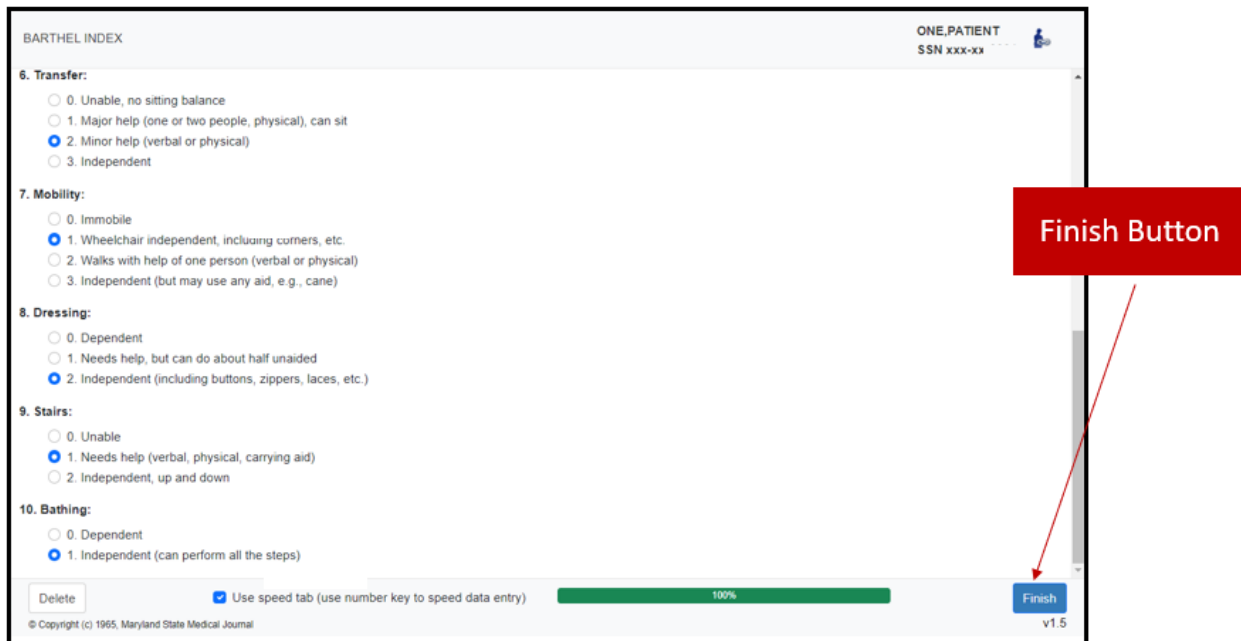 BARTHEL INDEX
ONE,PATIENT
SSN xxx-xx
6. Transfer:
0. Unable, no sitting balance
1. Major help (one or two people, physical), can sit
2. Minor help (verbal or physical)
3. Independent
7. Mobility:
0. Immobile
1. Wheelchair independent, including corners, etc.
2. Walks with help of one person (verbal or physical)
3. Independent (but may use any aid, e.g., cane)
8. Dressing:
0. Dependent
1. Needs help, but can do about half unaided
2. Independent (including buttons, zippers, laces, etc.)
9. Stairs:
0. Unable
1. Needs help (verbal, physical, carrying aid)
2. Independent, up and down
10. Bathing:
0. Dependent
1. Independent (can perform all the steps)
Finish Button
Delete
Use speed tab (use number key to speed data entry)
100%
Finish
© Copyright (c) 1965, Maryland State Medical Journal
v1.5